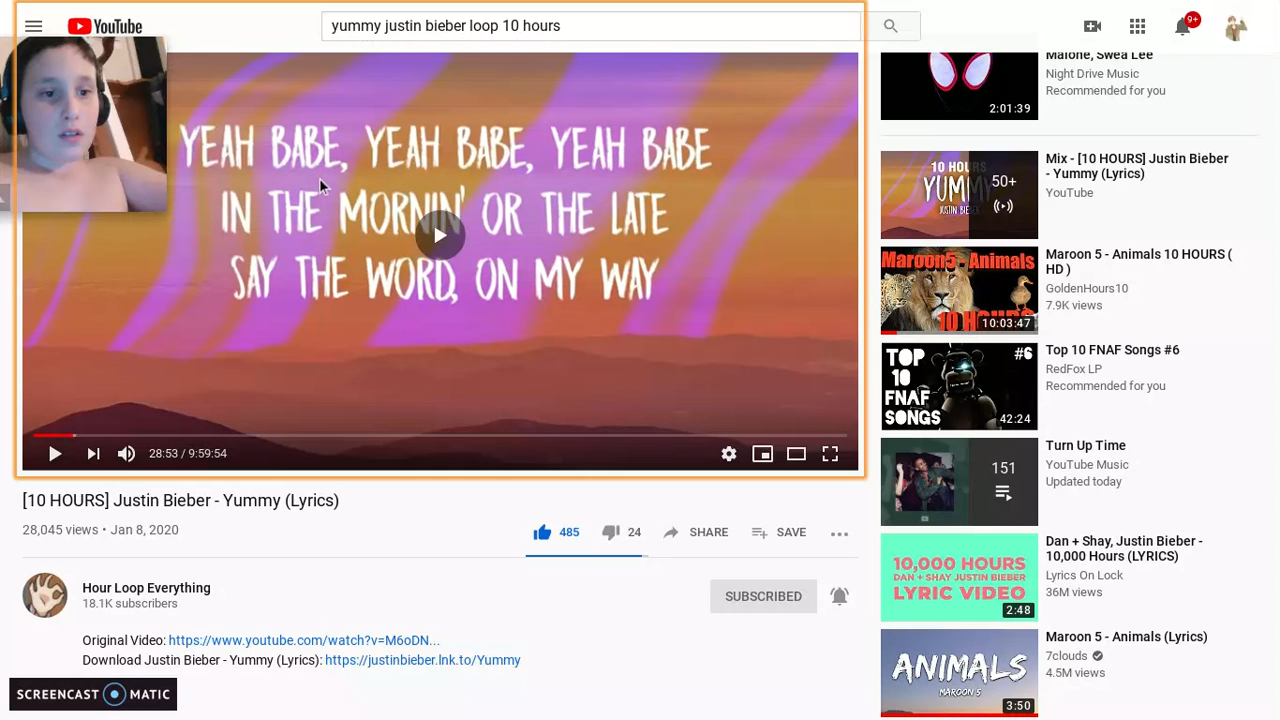 YouTube
yummy justin bieber loop 10 hours
9+
YEAH BABE, YEAH BABE, YEAH BABE
IN THE MORNIN' OR THE LATE
SAY THE WORD, ON MY WAY
28:53 / 9:59:54
[10 HOURS] Justin Bieber - Yummy (Lyrics)
28,045 views • Jan 8, 2020
485
24
SHARE
SAVE
Hour Loop Everything
18.1K subscribers
SUBSCRIBED
Original Video: https://www.youtube.com/watch?v=M6oDN...
Download Justin Bieber - Yummy (Lyrics): https://justinbieber.lnk.to/Yummy
SCREENCAST MATIC
Malone, Swea Lee
Night Drive Music
Recommended for you
2:01:39
10 HOURS
YUMMY
JUSTIN BIE
50+
Mix - [10 HOURS] Justin Bieber
- Yummy (Lyrics)
YouTube
Maroon5 - Animals
10 HOURS
10:03:47
Maroon 5 - Animals 10 HOURS (
HD )
GoldenHours10
7.9K views
TOP
10
FNAF
SONGS
#6
42:24
Top 10 FNAF Songs #6
RedFox LP
Recommended for you
151
Turn Up Time
YouTube Music
Updated today
10,000 HOURS
DAN + SHAY JUSTIN BIEBER
LYRIC VIDEO
2:48
Dan + Shay, Justin Bieber -
10,000 Hours (LYRICS)
Lyrics On Lock
36M views
ANIMALS
MAROON 5
3:50
Maroon 5 - Animals (Lyrics)
7clouds
4.5M views